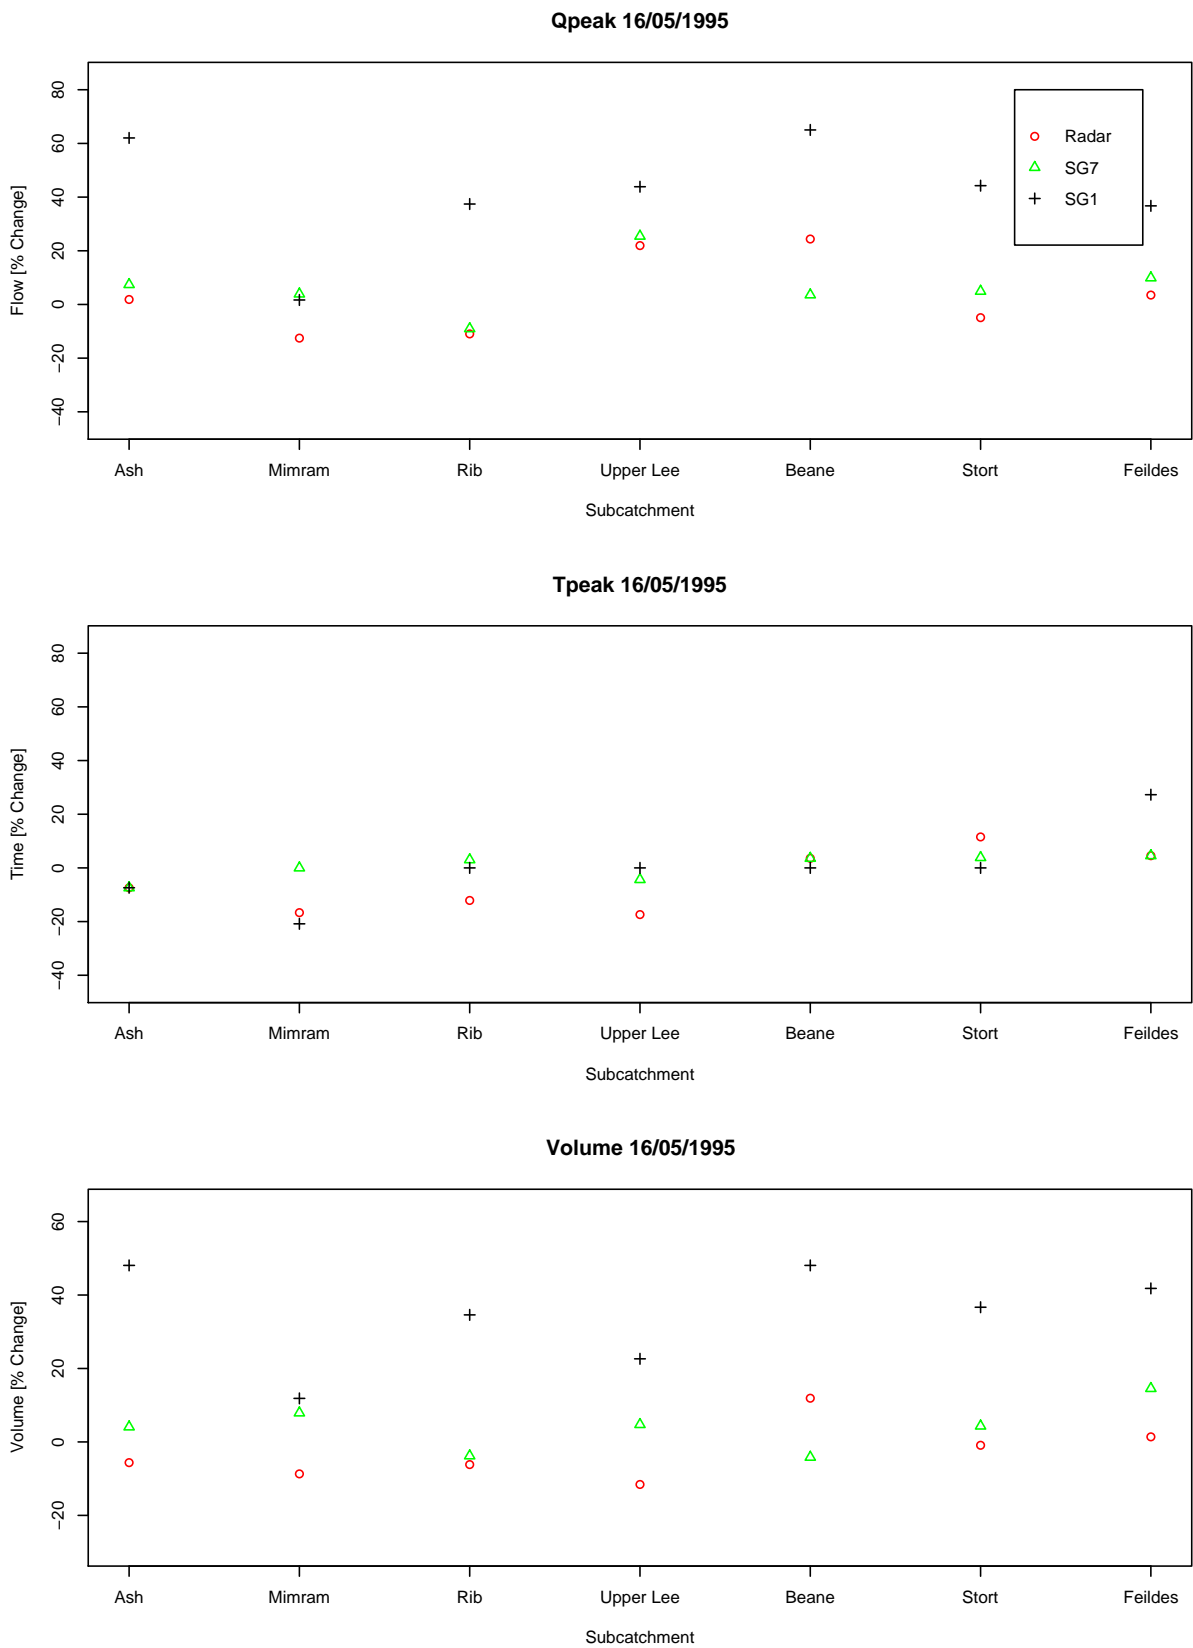 Qpeak 16/05/1995
Flow [% Change]
80
60
40
20
0
−20
−40
Radar
SG7
SG1
Ash Mimram Rib Upper Lee Beane Stort Feildes
Subcatchment
Tpeak 16/05/1995
Time [% Change]
80
60
40
20
0
−20
−40
Ash Mimram Rib Upper Lee Beane Stort Feildes
Subcatchment
Volume 16/05/1995
Volume [% Change]
60
40
20
0
−20
Ash Mimram Rib Upper Lee Beane Stort Feildes
Subcatchment